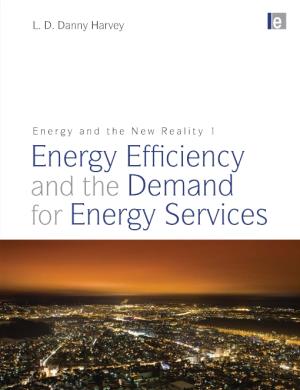 L. D. Danny Harvey
e
Energy and the New Reality 1
Energy Efficiency
and the Demand
for Energy Services